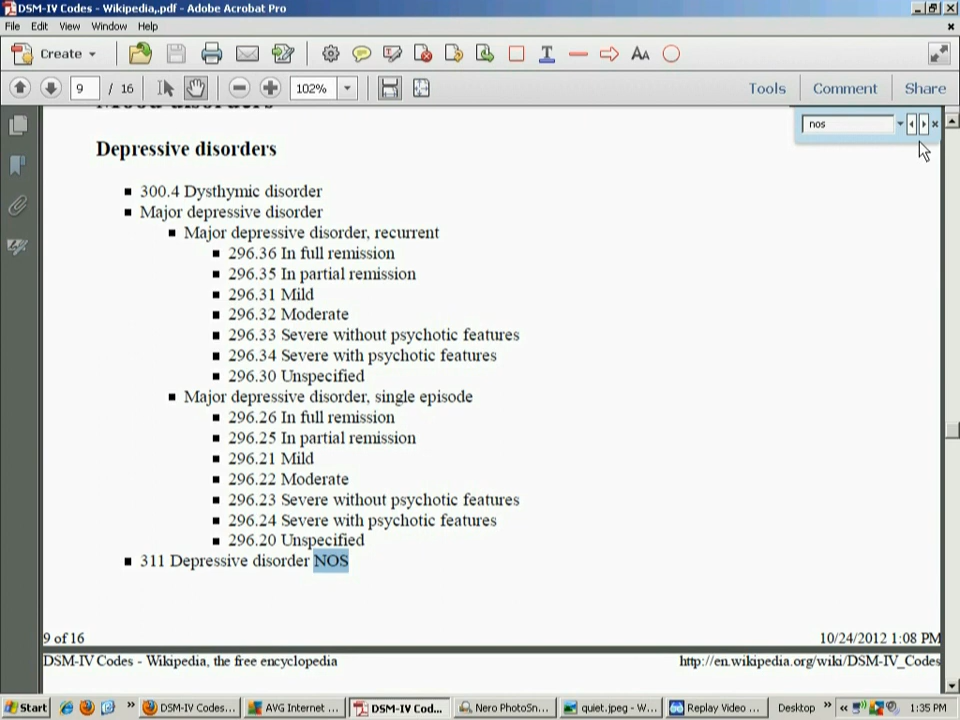 DSM-IV Codes - Wikipedia,.pdf - Adobe Acrobat Pro
File Edit View Window Help
Create
9 / 16 102% Tools Comment Share
nos
Depressive disorders
300.4 Dysthymic disorder
Major depressive disorder
Major depressive disorder, recurrent
296.36 In full remission
296.35 In partial remission
296.31 Mild
296.32 Moderate
296.33 Severe without psychotic features
296.34 Severe with psychotic features
296.30 Unspecified
Major depressive disorder, single episode
296.26 In full remission
296.25 In partial remission
296.21 Mild
296.22 Moderate
296.23 Severe without psychotic features
296.24 Severe with psychotic features
296.20 Unspecified
311 Depressive disorder NOS
9 of 16 10/24/2012 1:08 PM
DSM-IV Codes - Wikipedia, the free encyclopedia http://en.wikipedia.org/wiki/DSM-IV_Codes
Start DSM-IV Codes... AVG Internet ... DSM-IV Cod... Nero PhotoSn... quiet.jpeg - W... Replay Video ... Desktop 1:35 PM